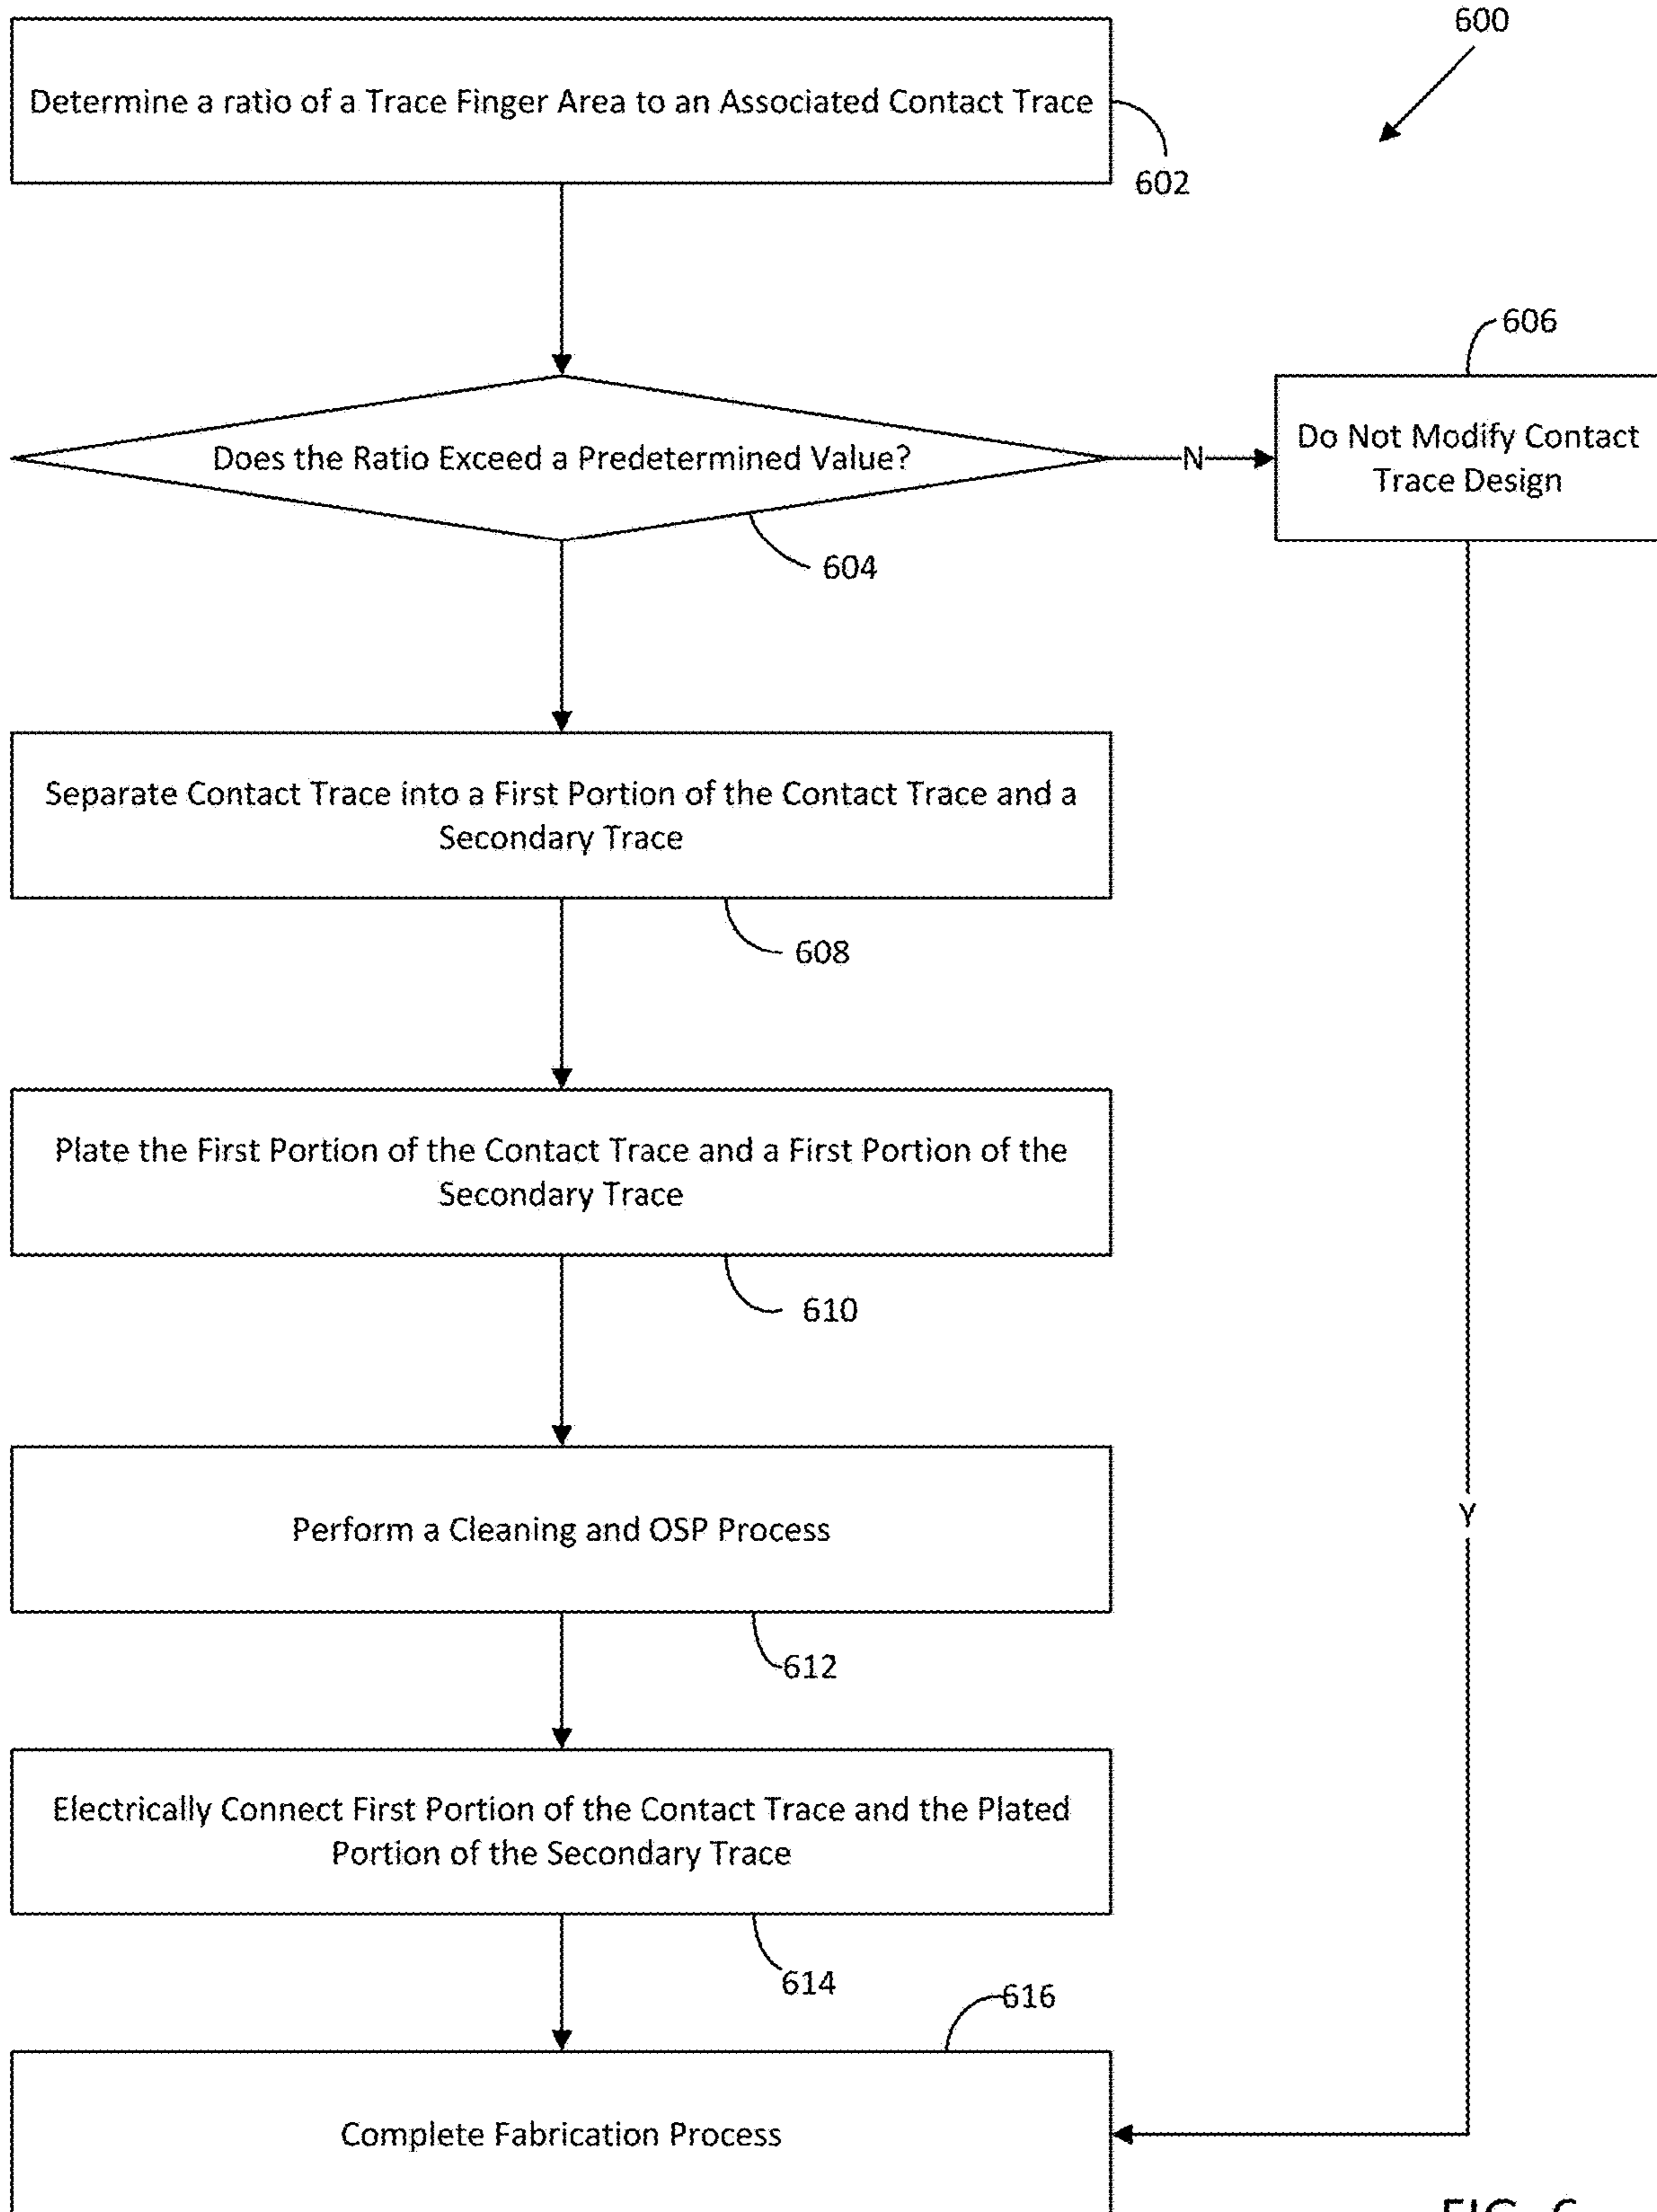 600
Determine a ratio of a Trace Finger Area to an Associated Contact Trace
602
606
Does the Ratio Exceed a Predetermined Value?
N
Do Not Modify Contact
Trace Design
604
Separate Contact Trace into a First Portion of the Contact Trace and a
Secondary Trace
608
Plate the First Portion of the Contact Trace and a First Portion of the
Secondary Trace
610
Perform a Cleaning and OSP Process
Y
612
Electrically Connect First Portion of the Contact Trace and the Plated
Portion of the Secondary Trace
614
616
Complete Fabrication Process
FIG. 6